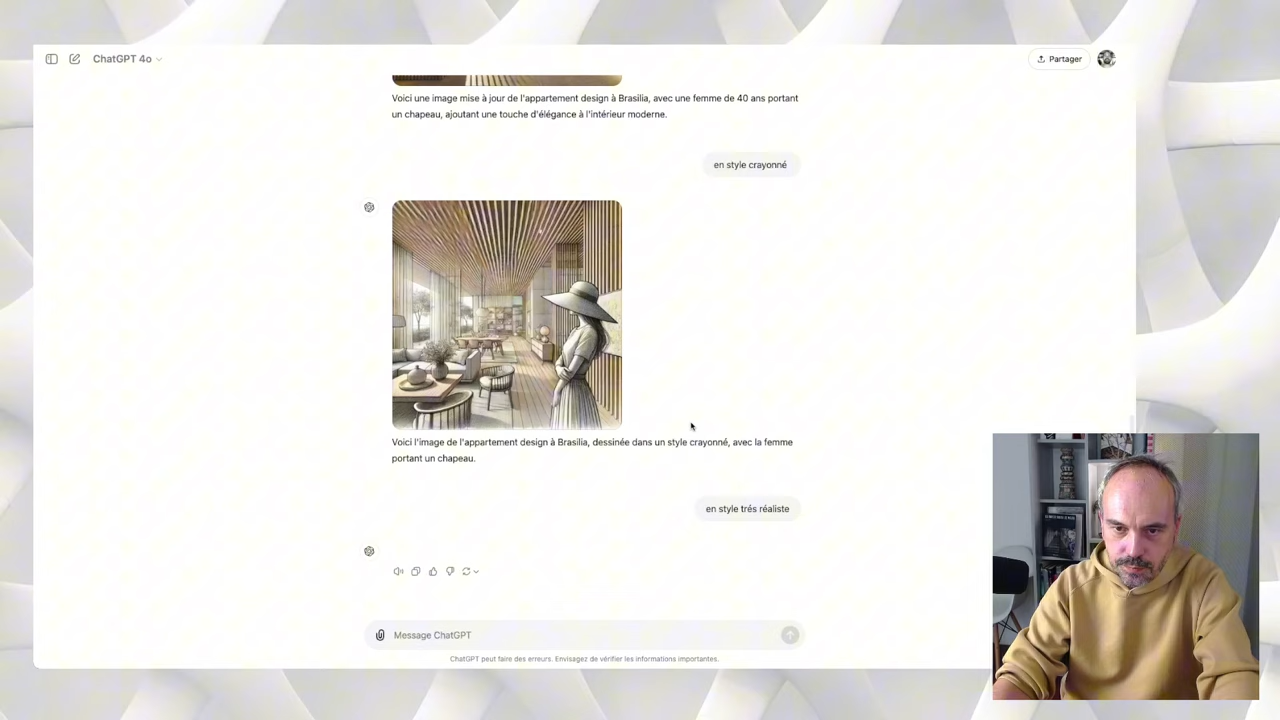 ChatGPT 4o
Partager
Voici une image mise à jour de l'appartement design à Brasilia, avec une femme de 40 ans portant
un chapeau, ajoutant une touche d'élégance à l'intérieur moderne.
en style crayonné
Voici l'image de l'appartement design à Brasilia, dessinée dans un style crayonné, avec la femme
portant un chapeau.
en style trés réaliste
Message ChatGPT
ChatGPT peut faire des erreurs. Envisagez de vérifier les informations importantes.